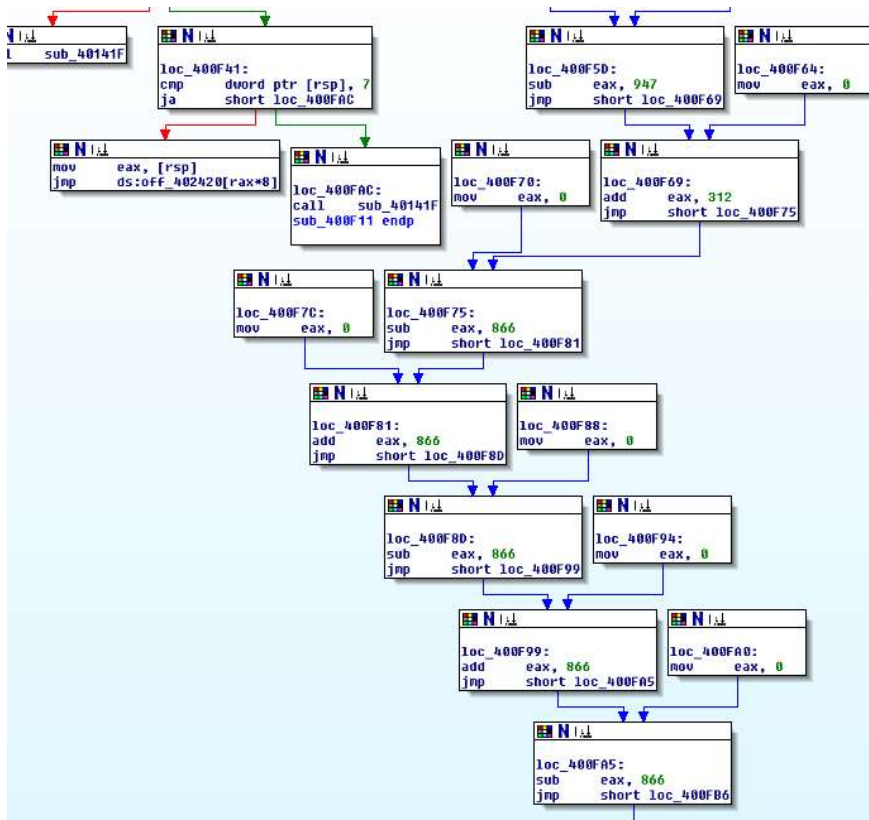 l    sub_40141F
loc_400F41:
cmp    dword ptr [rsp], 7
ja    short loc_400FAC
loc_400F5D:
sub    eax, 947
jmp    short loc_400F69
loc_400F64:
mov    eax, 0
mov    eax, [rsp]
jmp    ds:off_402420[rax*8]
loc_400FAC:
call    sub_40141F
sub_400F11 endp
loc_400F70:
mov    eax, 0
loc_400F69:
add    eax, 312
jmp    short loc_400F75
loc_400F7C:
mov    eax, 0
loc_400F75:
sub    eax, 866
jmp    short loc_400F81
loc_400F81:
add    eax, 866
jmp    short loc_400F8D
loc_400F88:
mov    eax, 0
loc_400F8D:
sub    eax, 866
jmp    short loc_400F99
loc_400F94:
mov    eax, 0
loc_400F99:
add    eax, 866
jmp    short loc_400FA5
loc_400FA0:
mov    eax, 0
loc_400FA5:
sub    eax, 866
jmp    short loc_400FB6